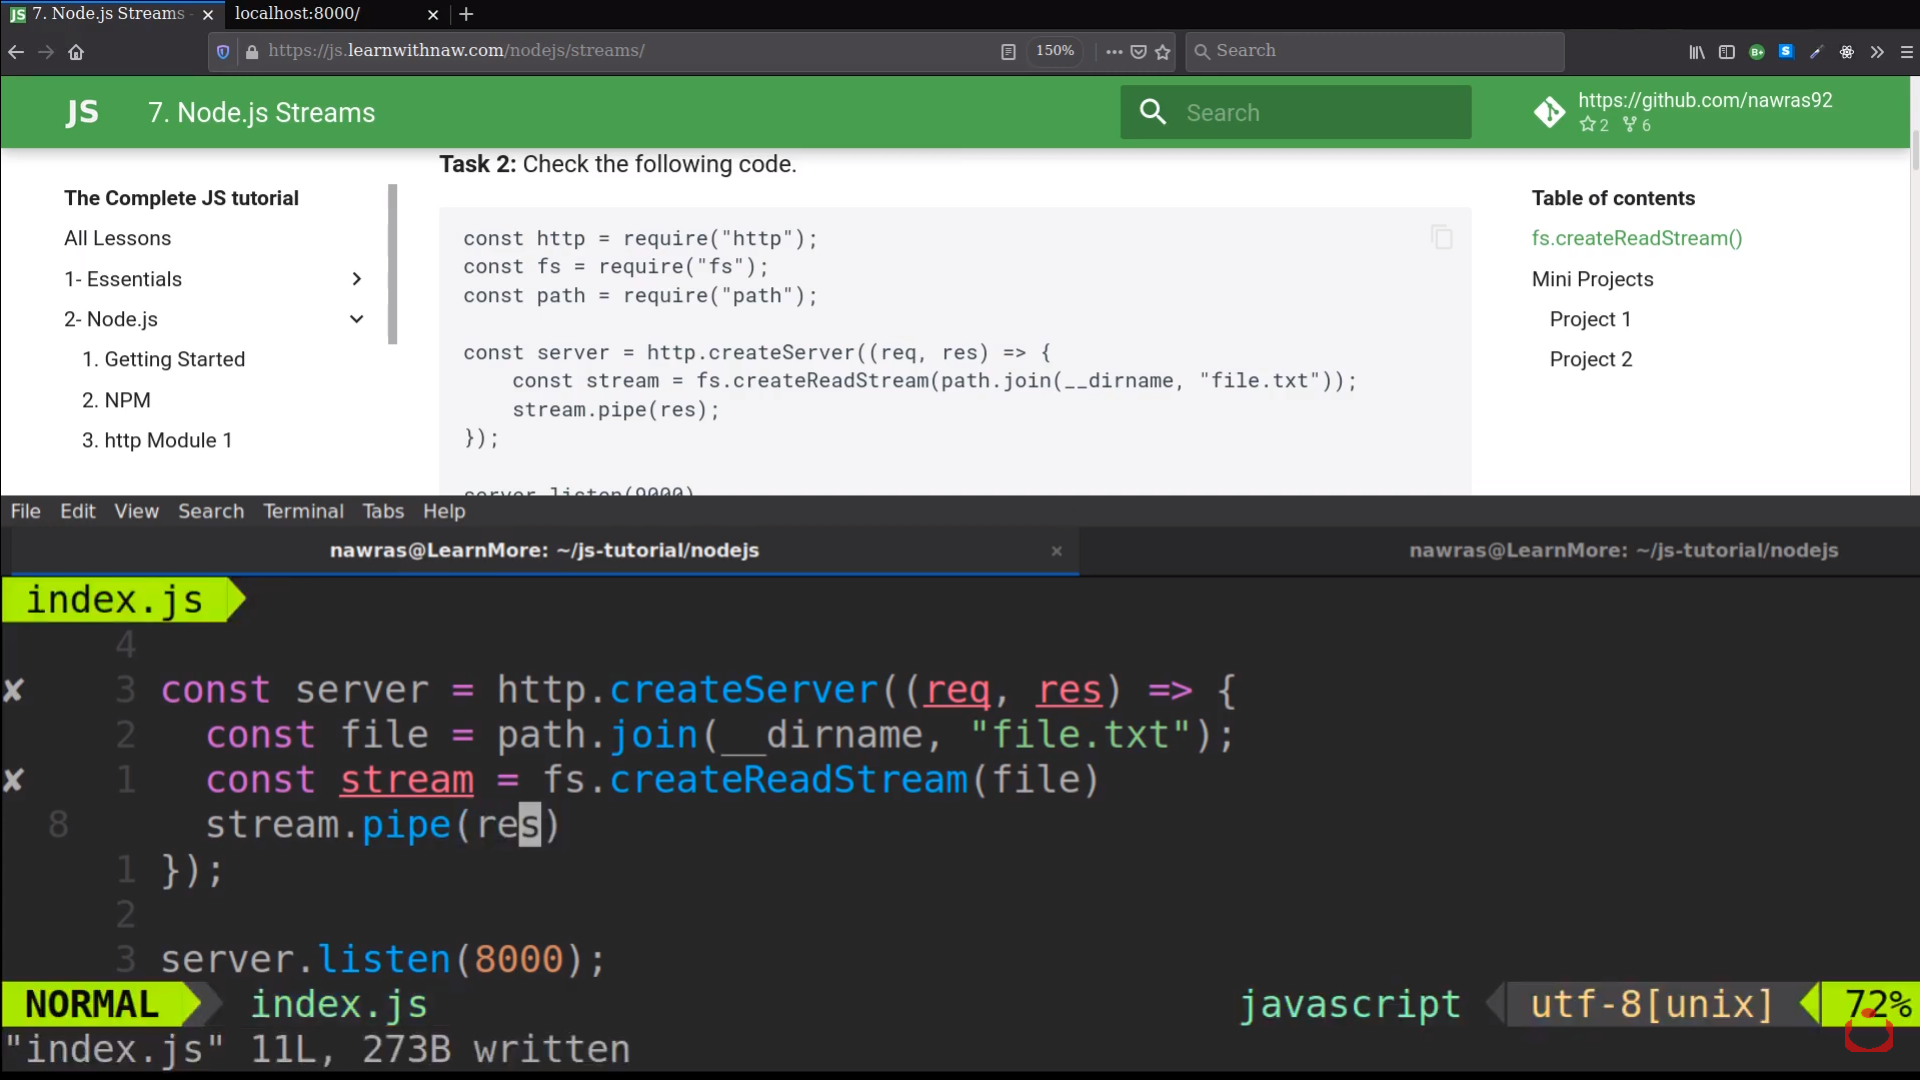 JS 7. Node.js Streams -
localhost:8000/
https://js.learnwithnaw.com/nodejs/streams/
150%
Search
JS
7. Node.js Streams
Search
https://github.com/nawras92
2 6
Task 2: Check the following code.
The Complete JS tutorial
All Lessons
1- Essentials
2- Node.js
1. Getting Started
2. NPM
3. http Module 1
const http = require("http");
const fs = require("fs");
const path = require("path");
const server = http.createServer((req, res) => {
const stream = fs.createReadStream(path.join(__dirname, "file.txt"));
stream.pipe(res);
});
Table of contents
fs.createReadStream()
Mini Projects
Project 1
Project 2
File Edit View Search Terminal Tabs Help
nawras@LearnMore: ~/js-tutorial/nodejs
nawras@LearnMore: ~/js-tutorial/nodejs
index.js
4
3 const server = http.createServer((req, res) => {
2 const file = path.join(__dirname, "file.txt");
1 const stream = fs.createReadStream(file)
8 stream.pipe(res)
1 });
2
3 server.listen(8000);
NORMAL index.js javascript utf-8[unix] 72%
"index.js" 11L, 273B written